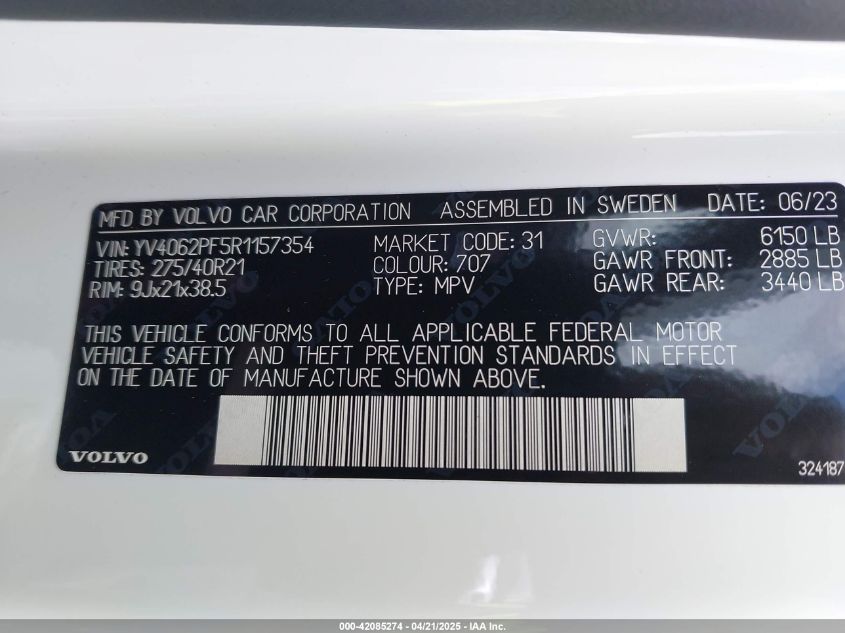 MFD BY VOLVO CAR CORPORATION ASSEMBLED IN SWEDEN DATE: 06/23
VIN: YV4062PF5R1157354 MARKET CODE: 31 GVWR: 6150 LB
TIRES: 275/40R21 COLOUR: 707 GAWR FRONT: 2885 LB
RIM: 9Jx21x38.5 TYPE: MPV GAWR REAR: 3440 LB
THIS VEHICLE CONFORMS TO ALL APPLICABLE FEDERAL MOTOR
VEHICLE SAFETY AND THEFT PREVENTION STANDARDS IN EFFECT
ON THE DATE OF MANUFACTURE SHOWN ABOVE.
VOLVO 324187
000-42085274 - 04/21/2025 - IAA Inc.